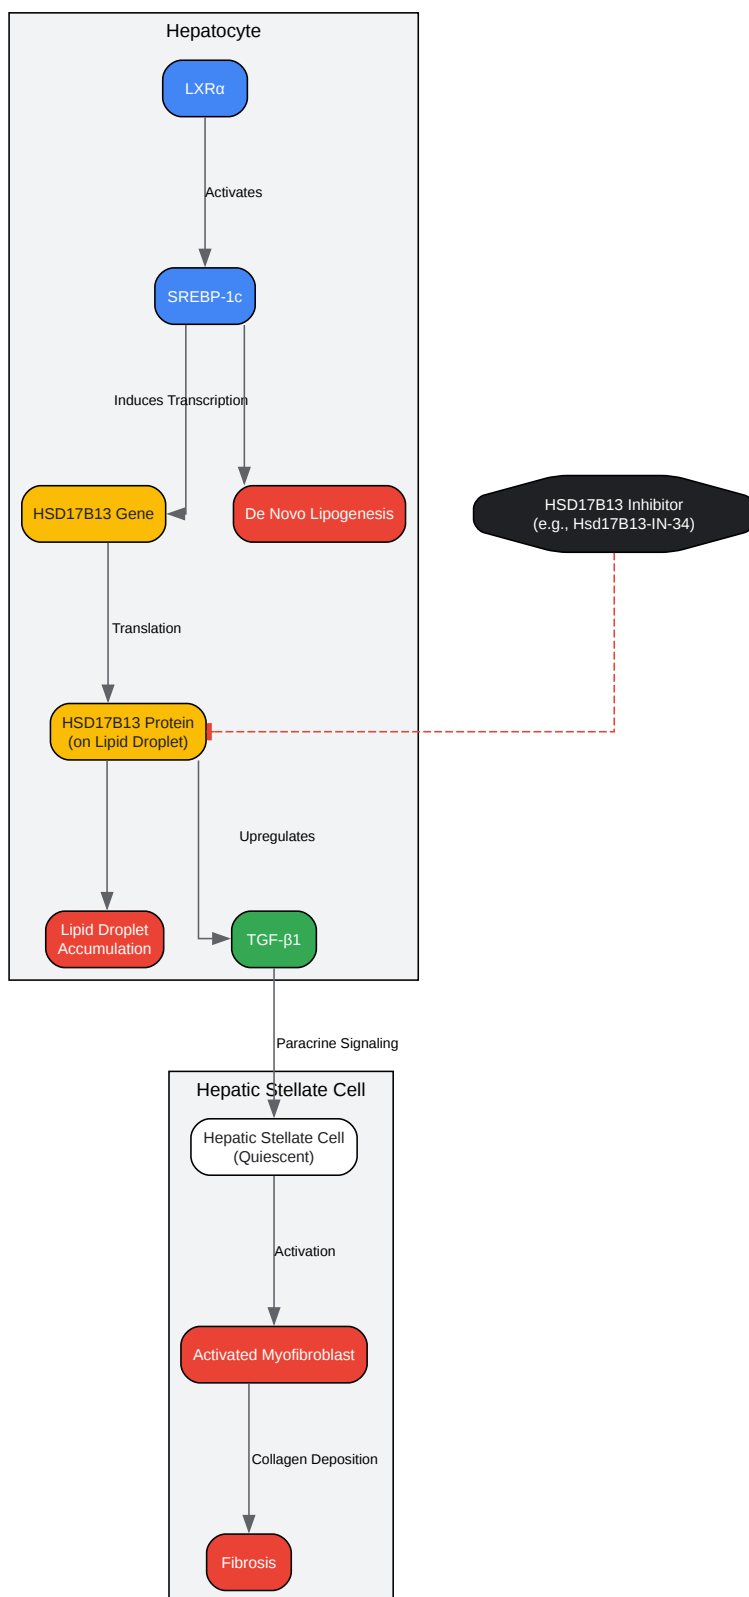 Hepatocyte
LXRα
Activates
SREBP-1c
Induces Transcription
HSD17B13 Gene
De Novo Lipogenesis
HSD17B13 Inhibitor
(e.g., Hsd17B13-IN-34)
Translation
HSD17B13 Protein
(on Lipid Droplet)
Upregulates
Lipid Droplet
Accumulation
TGF-β1
Paracrine Signaling
Hepatic Stellate Cell
Hepatic Stellate Cell
(Quiescent)
Activation
Activated Myofibroblast
Collagen Deposition
Fibrosis